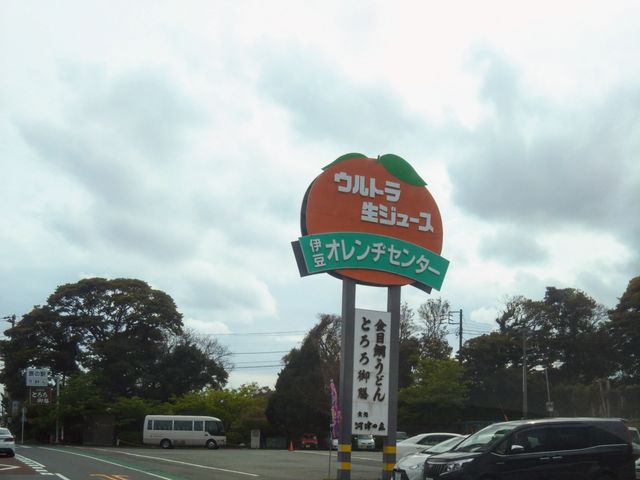 ウルトラ
生ジュース
伊豆
オレンヂセンター
金目鯛うどん
とろろ御膳